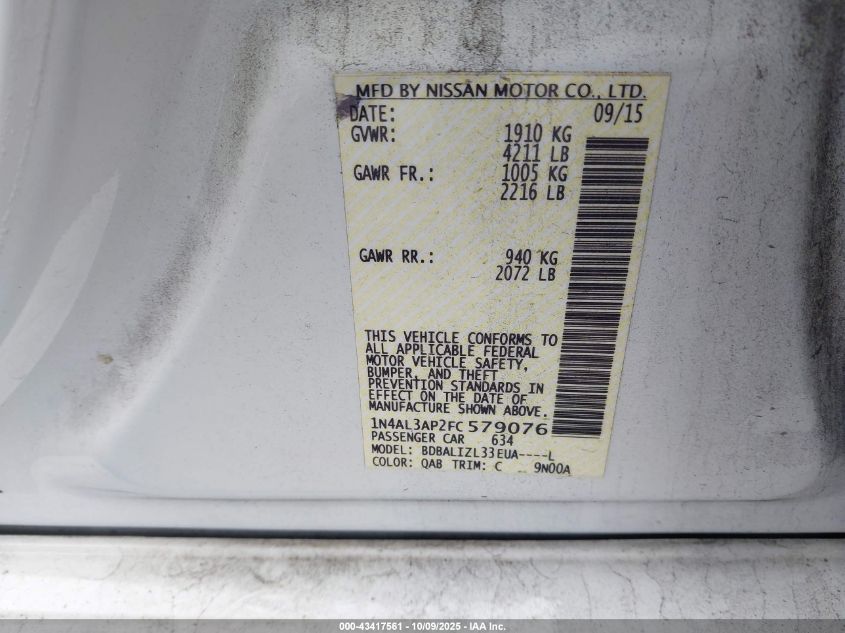 MFD BY NISSAN MOTOR CO., LTD.
DATE: 09/15
GVWR: 1910 KG
4211 LB
GAWR FR.: 1005 KG
2216 LB
GAWR RR.: 940 KG
2072 LB
THIS VEHICLE CONFORMS TO
ALL APPLICABLE FEDERAL
MOTOR VEHICLE SAFETY,
BUMPER, AND THEFT
PREVENTION STANDARDS IN
EFFECT ON THE DATE OF
MANUFACTURE SHOWN ABOVE.
1N4AL3AP2FC579076
PASSENGER CAR 634
MODEL: BDBALIZL33EUA----L
COLOR: QAB TRIM: C 9N00A
000-43417561 - 10/09/2025 - IAA Inc.